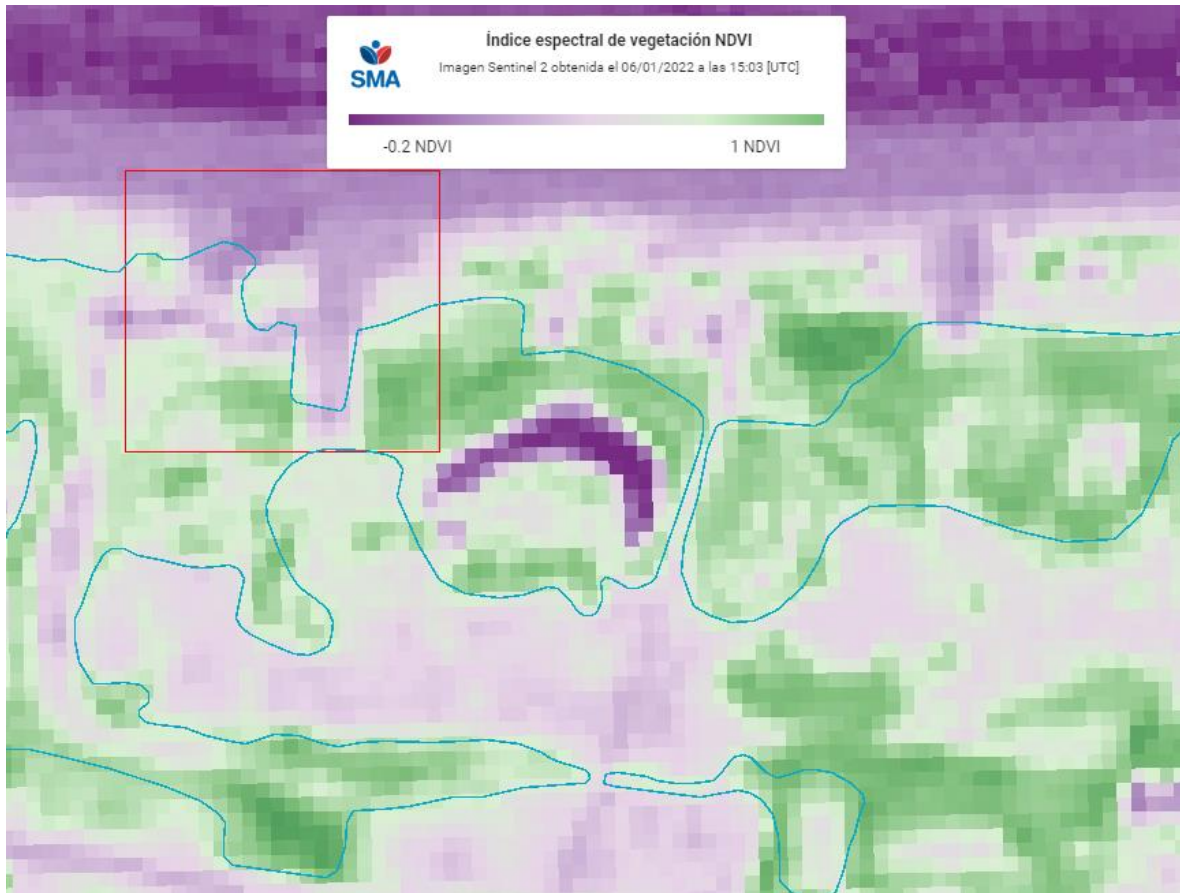 Índice espectral de vegetación NDVI
Imagen Sentinel 2 obtenida el 06/01/2022 a las 15:03 [UTC]
SMA
-0.2 NDVI 1 NDVI